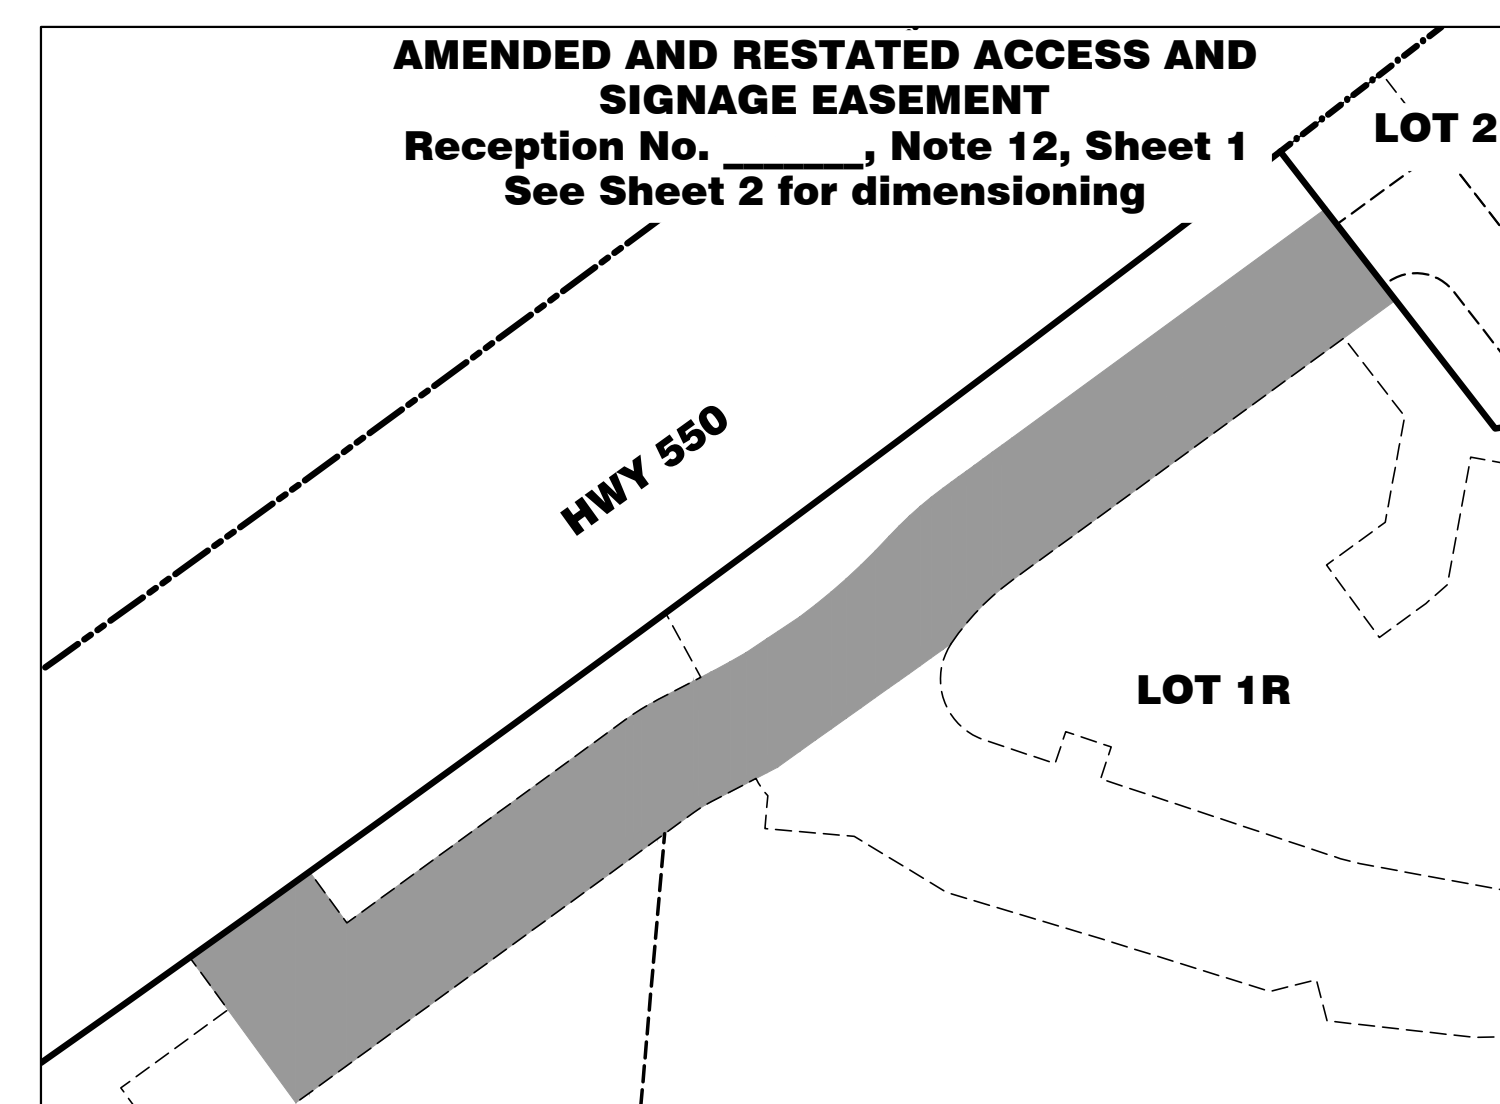 AMENDED AND RESTATED ACCESS AND
SIGNAGE EASEMENT
Reception No. _______, Note 12, Sheet 1
See Sheet 2 for dimensioning
LOT 2
HWY 550
LOT 1R